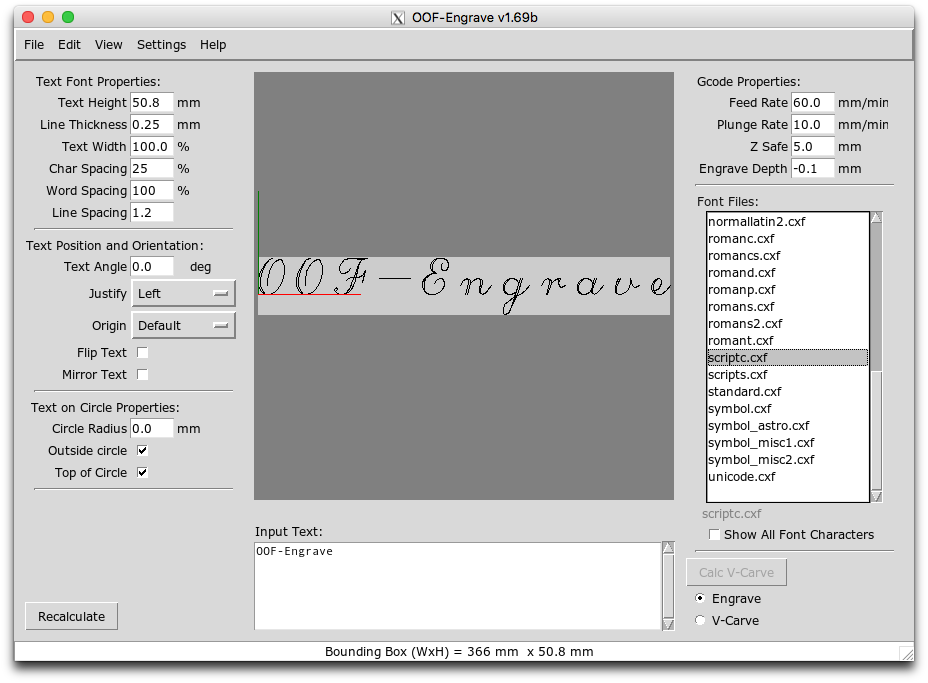 OOF-Engrave v1.69b
File Edit View Settings Help
Text Font Properties:
Text Height 50.8 mm
Line Thickness 0.25 mm
Text Width 100.0 %
Char Spacing 25 %
Word Spacing 100 %
Line Spacing 1.2
Text Position and Orientation:
Text Angle 0.0 deg
Justify Left
Origin Default
Flip Text
Mirror Text
Text on Circle Properties:
Circle Radius 0.0 mm
Outside circle
Top of Circle
Recalculate
OOF-Engrave
Input Text:
OOF-Engrave
Gcode Properties:
Feed Rate 60.0 mm/min
Plunge Rate 10.0 mm/min
Z Safe 5.0 mm
Engrave Depth -0.1 mm
Font Files:
normallatin2.cxf
romanc.cxf
romancs.cxf
romand.cxf
romanp.cxf
romans.cxf
romans2.cxf
romant.cxf
scriptc.cxf
scripts.cxf
standard.cxf
symbol.cxf
symbol_astro.cxf
symbol_misc1.cxf
symbol_misc2.cxf
unicode.cxf
scriptc.cxf
Show All Font Characters
Calc V-Carve
Engrave
V-Carve
Bounding Box (WxH) = 366 mm x 50.8 mm